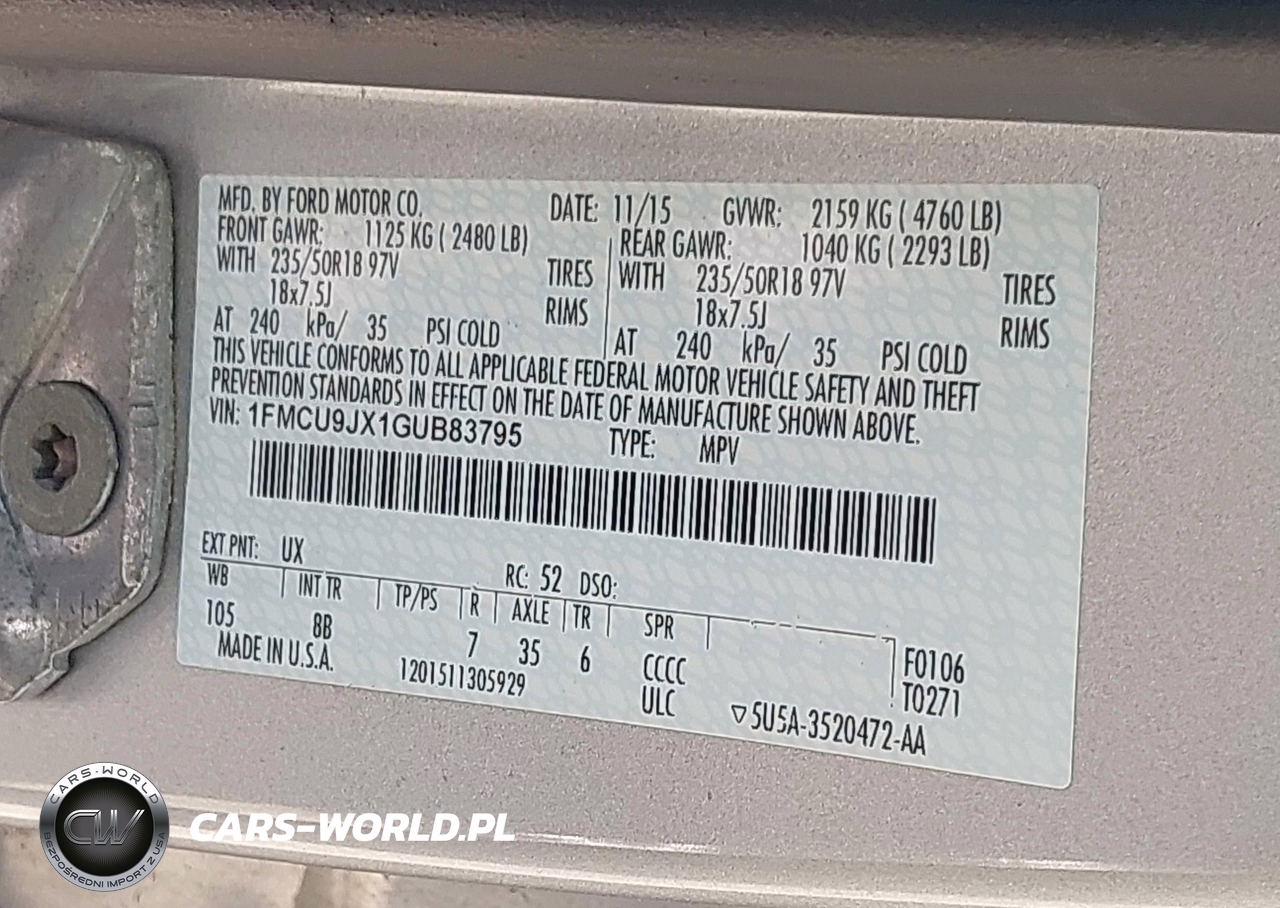 MFD. BY FORD MOTOR CO. DATE: 11/15 GVWR: 2159 KG ( 4760 LB)
FRONT GAWR: 1125 KG ( 2480 LB) REAR GAWR: 1040 KG ( 2293 LB)
WITH 235/50R18 97V TIRES WITH 235/50R18 97V TIRES
18x7.5J RIMS 18x7.5J RIMS
AT 240 kPa/ 35 PSI COLD AT 240 kPa/ 35 PSI COLD
THIS VEHICLE CONFORMS TO ALL APPLICABLE FEDERAL MOTOR VEHICLE SAFETY AND THEFT
PREVENTION STANDARDS IN EFFECT ON THE DATE OF MANUFACTURE SHOWN ABOVE.
VIN: 1FMCU9JX1GUB83795 TYPE: MPV
EXT PNT: UX RC: 52 DSO:
WB INT TR TP/PS R AXLE TR SPR
105 8B 7 35 6 CCCC F0106
MADE IN U.S.A. 1201511305929 ULC T0271
▽5U5A-3520472-AA
CARS-WORLD
CW
BEZPOŚREDNI IMPORT Z USA
CARS-WORLD.PL